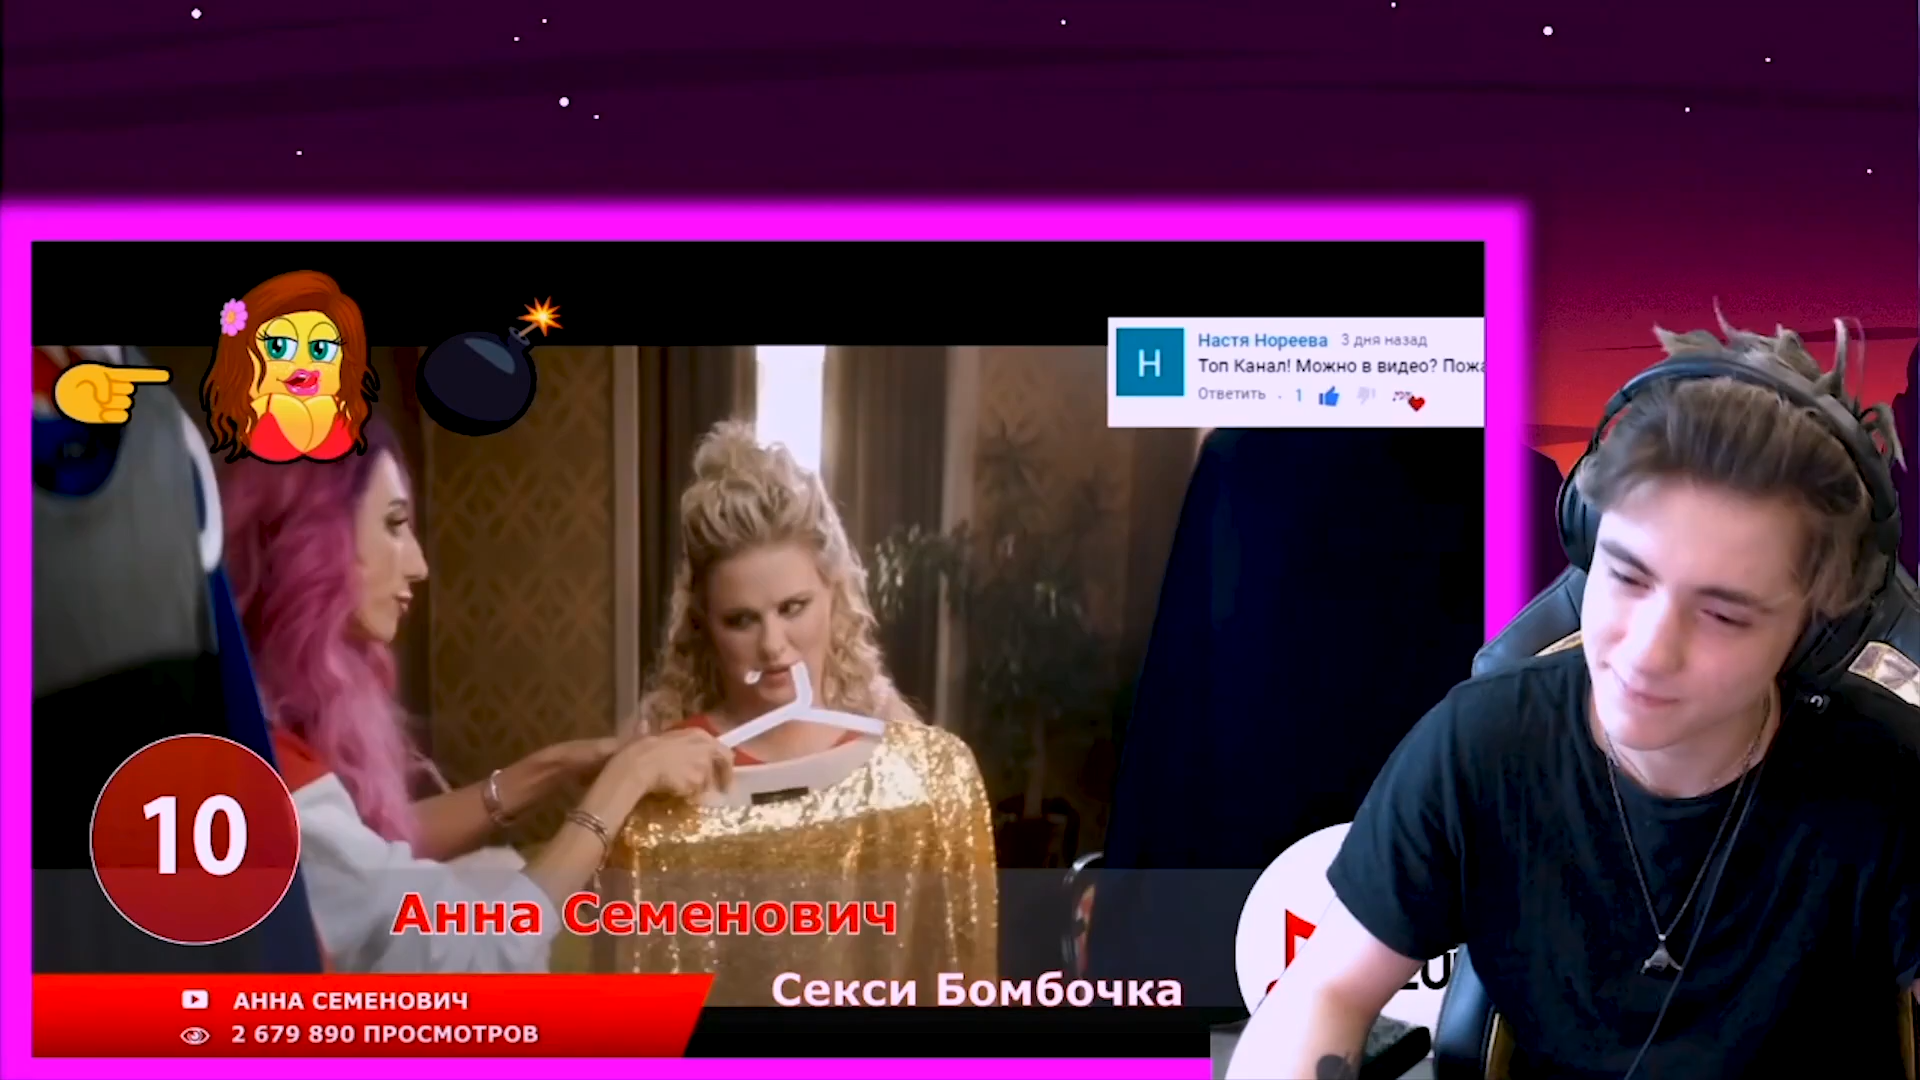 Н
Настя Нореева 3 дня назад
Топ Канал! Можно в видео?
Ответить . 1
10
Анна Семенович
Секси Бомбочка
АННА СЕМЕНОВИЧ
2 679 890 ПРОСМОТРОВ